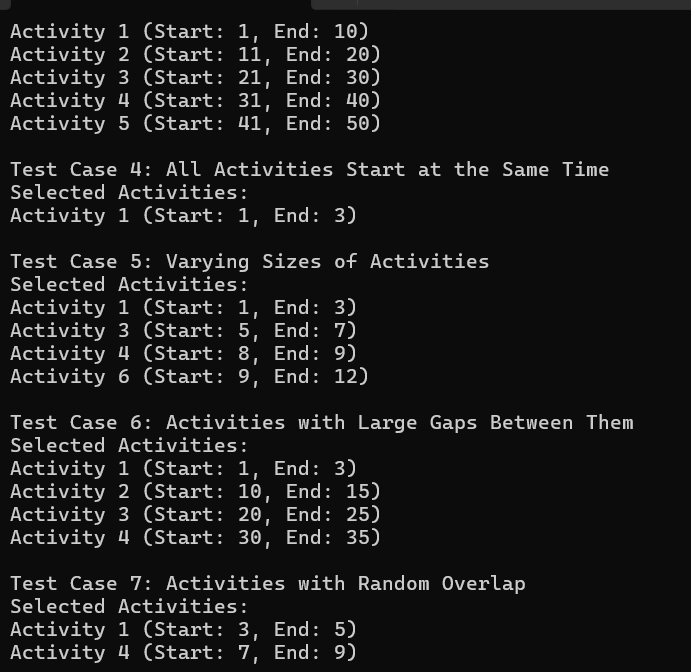 Activity 1 (Start: 1, End: 10)
Activity 2 (Start: 11, End: 20)
Activity 3 (Start: 21, End: 30)
Activity 4 (Start: 31, End: 40)
Activity 5 (Start: 41, End: 50)

Test Case 4: All Activities Start at the Same Time
Selected Activities:
Activity 1 (Start: 1, End: 3)

Test Case 5: Varying Sizes of Activities
Selected Activities:
Activity 1 (Start: 1, End: 3)
Activity 3 (Start: 5, End: 7)
Activity 4 (Start: 8, End: 9)
Activity 6 (Start: 9, End: 12)

Test Case 6: Activities with Large Gaps Between Them
Selected Activities:
Activity 1 (Start: 1, End: 3)
Activity 2 (Start: 10, End: 15)
Activity 3 (Start: 20, End: 25)
Activity 4 (Start: 30, End: 35)

Test Case 7: Activities with Random Overlap
Selected Activities:
Activity 1 (Start: 3, End: 5)
Activity 4 (Start: 7, End: 9)